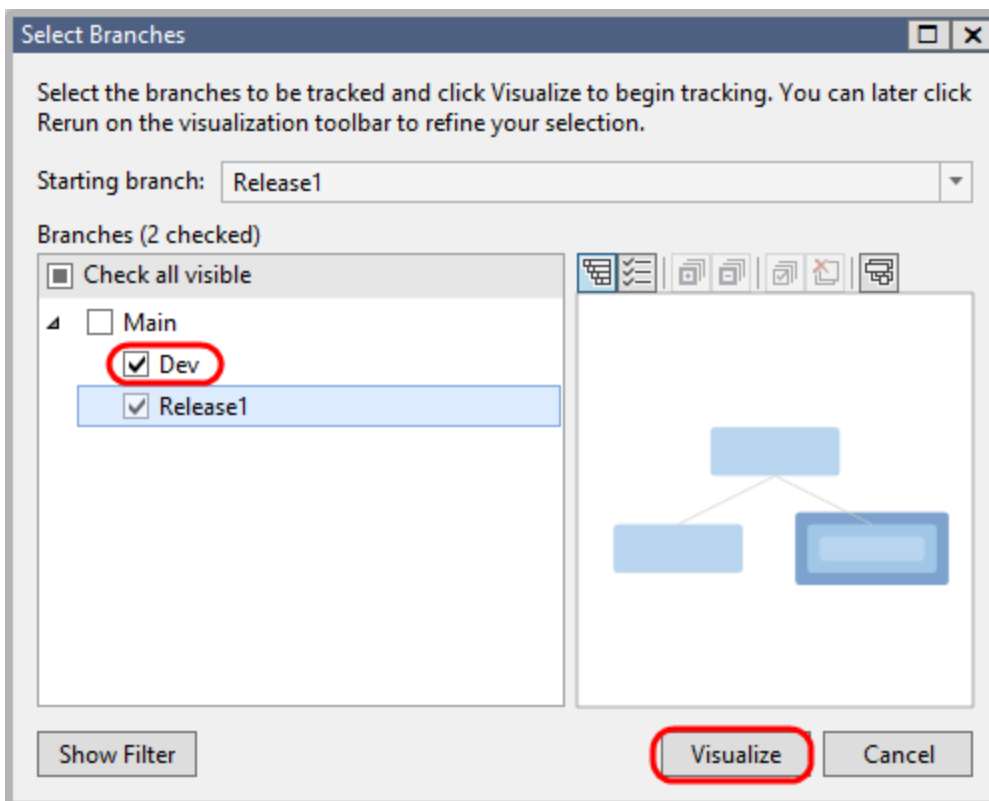 Select Branches
Select the branches to be tracked and click Visualize to begin tracking. You can later click
Rerun on the visualization toolbar to refine your selection.
Starting branch: Release1
Branches (2 checked)
Check all visible
Main
Dev
Release1
Show Filter Visualize Cancel